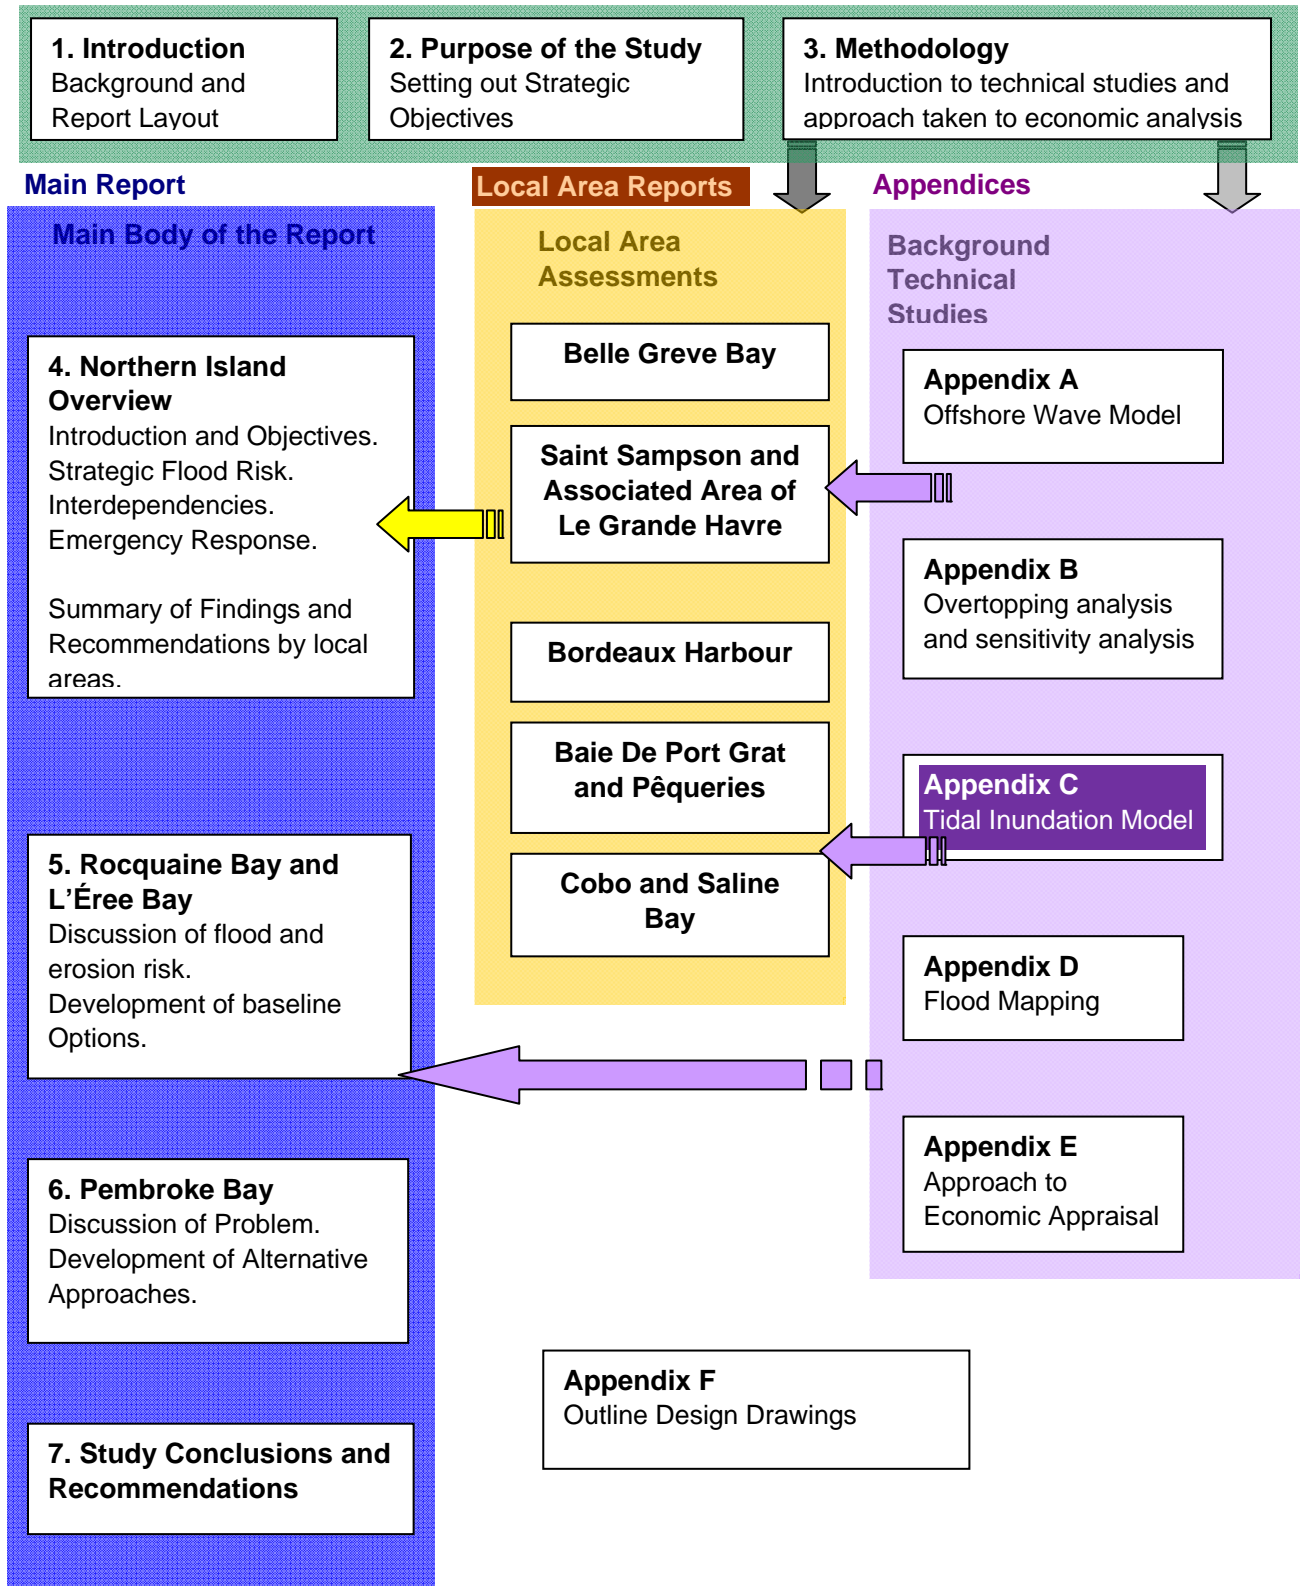 1. Introduction
Background and
Report Layout
2. Purpose of the Study
Setting out Strategic
Objectives
3. Methodology
Introduction to technical studies and
approach taken to economic analysis
Main Report
Main Body of the Report
4. Northern Island
Overview
Introduction and Objectives.
Strategic Flood Risk.
Interdependencies.
Emergency Response.
Summary of Findings and
Recommendations by local
areas.
5. Rocquaine Bay and
L'Éree Bay
Discussion of flood and
erosion risk.
Development of baseline
Options.
6. Pembroke Bay
Discussion of Problem.
Development of Alternative
Approaches.
7. Study Conclusions and
Recommendations
Local Area Reports
Local Area
Assessments
Belle Greve Bay
Saint Sampson and
Associated Area of
Le Grande Havre
Bordeaux Harbour
Baie De Port Grat
and Pêqueries
Cobo and Saline
Bay
Appendices
Background
Technical
Studies
Appendix A
Offshore Wave Model
Appendix B
Overtopping analysis
and sensitivity analysis
Appendix C
Tidal Inundation Model
Appendix D
Flood Mapping
Appendix E
Approach to
Economic Appraisal
Appendix F
Outline Design Drawings